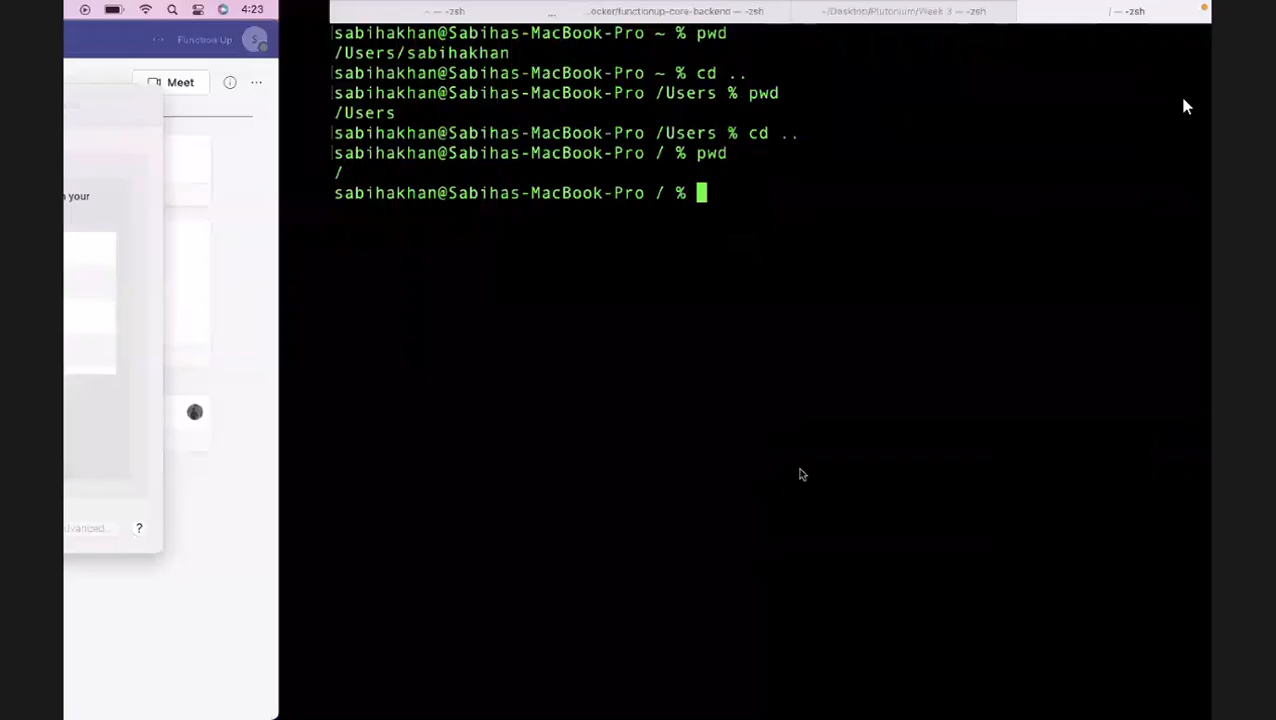 4:23
··· Function Up S
Meet
n your
?
~ — -zsh
... ocker/functionup-core-backend — -zsh
~/Desktop/Plutonium/Week 3 — -zsh
/ — -zsh
sabihakhan@Sabihas-MacBook-Pro ~ % pwd
/Users/sabihakhan
sabihakhan@Sabihas-MacBook-Pro ~ % cd ..
sabihakhan@Sabihas-MacBook-Pro /Users % pwd
/Users
sabihakhan@Sabihas-MacBook-Pro /Users % cd ..
sabihakhan@Sabihas-MacBook-Pro / % pwd
/
sabihakhan@Sabihas-MacBook-Pro / %